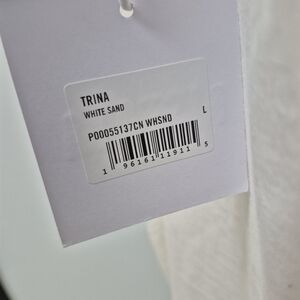 TRINA
WHITE SAND
L
P00055137CN WHSND
1 96161 11911 5